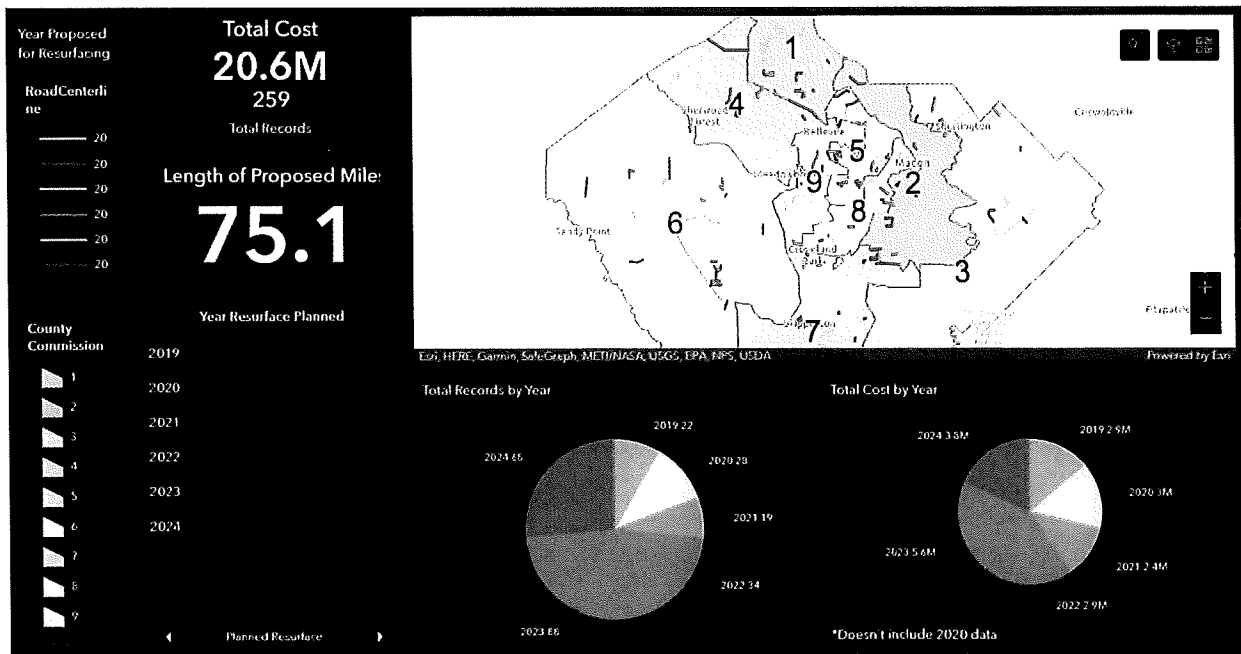 Year Proposed
for Resurfacing
RoadCenterli
ne
20
20
20
20
20
20
Total Cost
20.6M
259
Total Records
Length of Proposed Mile
75.1
Year Resurface Planned
County
Commission
1
2
3
4
5
6
7
8
9
2019
2020
2021
2022
2023
2024
Planned Resurface
1
4
Sherwood
Forest
Bellevue
5
Macon
2
9
8
6
Sandy Point
3
7
+
−
Esri, HERE, Garmin, SafeGraph, METI/NASA, USGS, EPA, NPS, USDA
Powered by Esri
Total Records by Year
2019 22
2020 28
2021 19
2022 34
2024 66
Total Cost by Year
2019 2.9M
2020 3M
2021 2.4M
2022 2.9M
2023 5.6M
2024 3.8M
*Doesn't include 2020 data